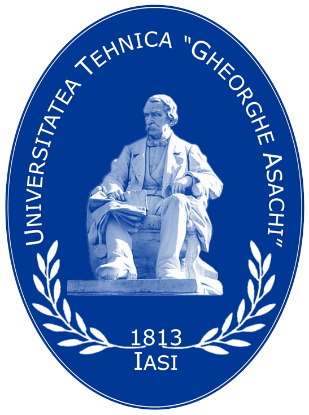 UNIVERSITATEA TEHNICA "GHEORGHE ASACHI"
1813
IASI